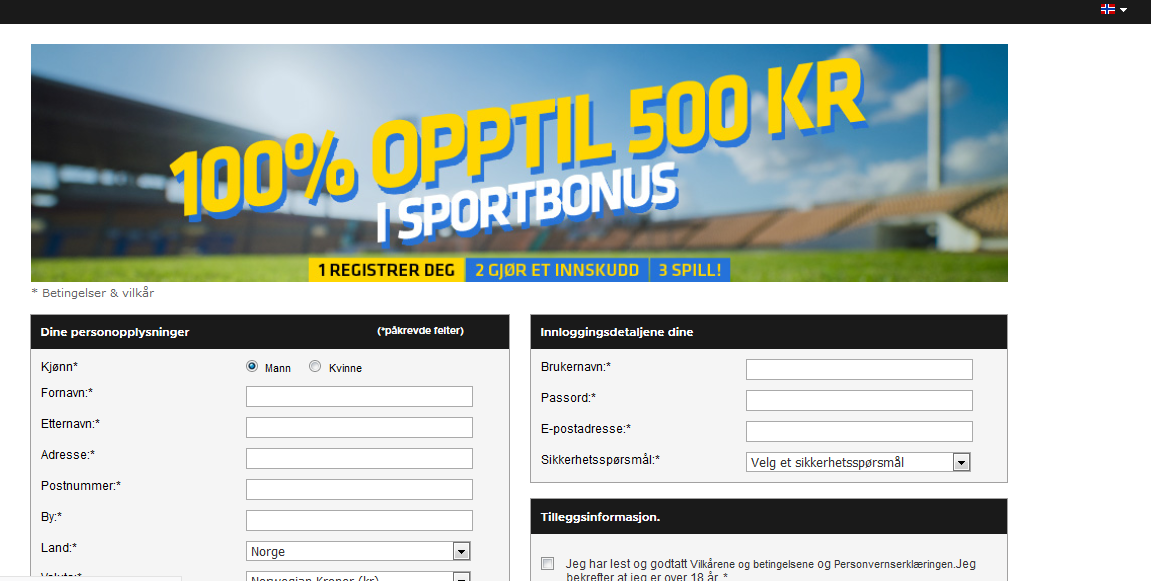 100% OPPTIL 500 KR
I SPORTBONUS
1 REGISTRER DEG 2 GJØR ET INNSKUDD 3 SPILL!
* Betingelser & vilkår
Dine personopplysninger (*påkrevde felter)
Kjønn* Mann Kvinne
Fornavn:*
Etternavn:*
Adresse:*
Postnummer:*
By:*
Land:* Norge
Valuta:* Norwegian Kroner (kr)
Innloggingsdetaljene dine
Brukernavn:*
Passord:*
E-postadresse:*
Sikkerhetsspørsmål:* Velg et sikkerhetsspørsmål
Tilleggsinformasjon.
Jeg har lest og godtatt Vilkårene og betingelsene og Personvernserklæringen.Jeg
bekrefter at jeg er over 18 år. *